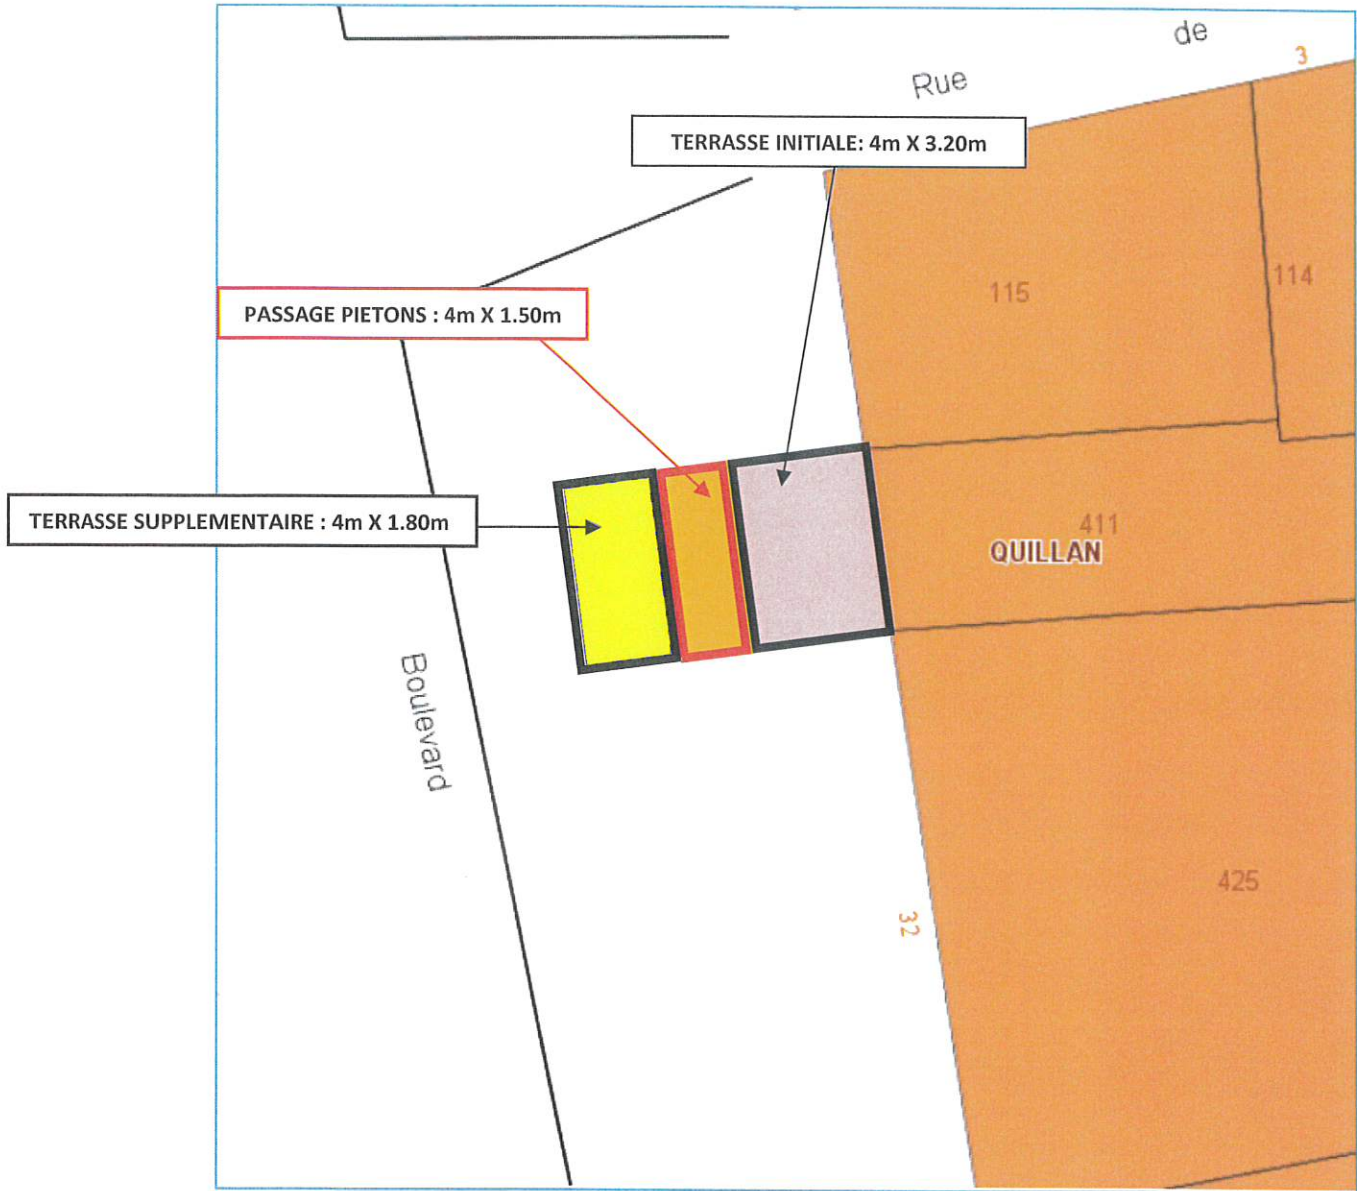 de
3
Rue
TERRASSE INITIALE: 4m X 3.20m
115
114
PASSAGE PIETONS : 4m X 1.50m
TERRASSE SUPPLEMENTAIRE : 4m X 1.80m
411
QUILLAN
Boulevard
425
32